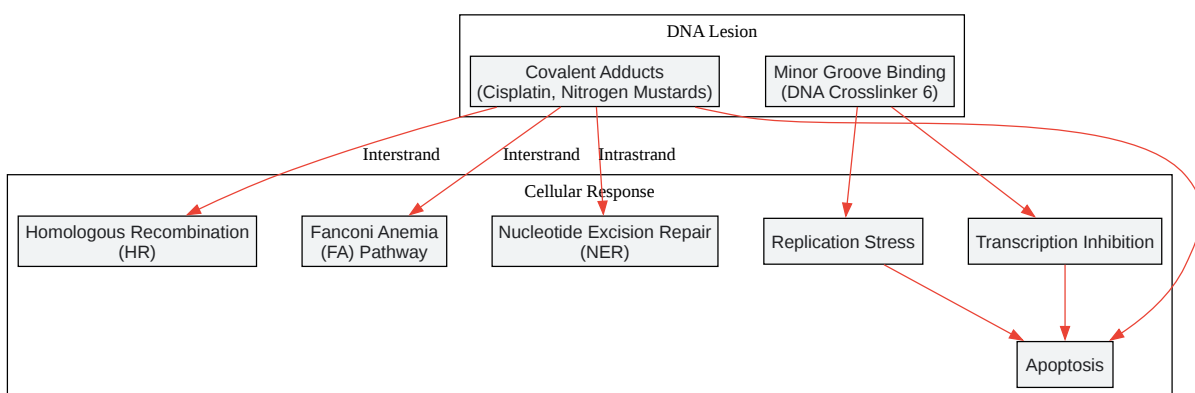 DNA Lesion
Covalent Adducts
(Cisplatin, Nitrogen Mustards)
Minor Groove Binding
(DNA Crosslinker 6)
Interstrand
Interstrand
Intrastrand
Cellular Response
Homologous Recombination
(HR)
Fanconi Anemia
(FA) Pathway
Nucleotide Excision Repair
(NER)
Replication Stress
Transcription Inhibition
Apoptosis